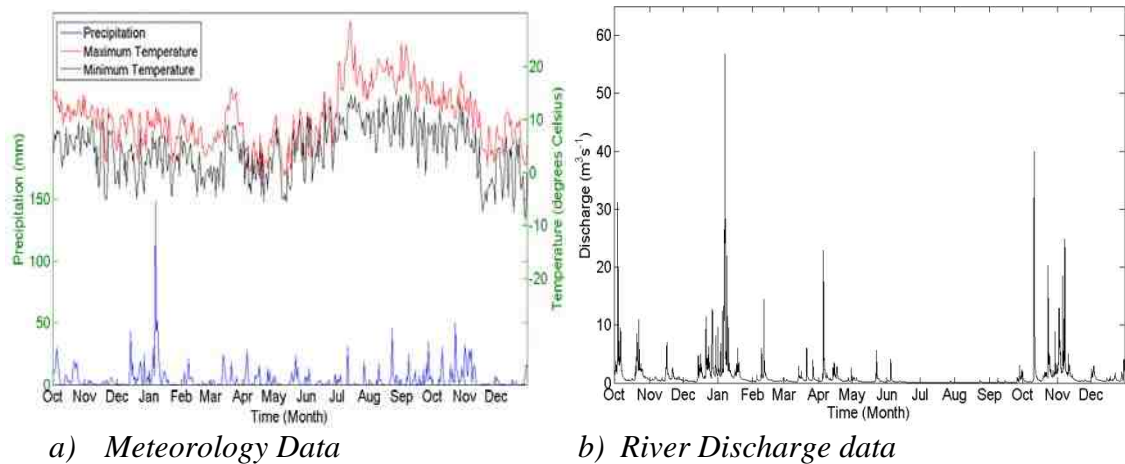 Precipitation
Maximum Temperature
Minimum Temperature
Precipitation (mm)
150
100
50
0
20
10
0
-10
-20
Temperature (degrees Celsius)
Oct Nov Dec Jan Feb Mar Apr May Jun Jul Aug Sep Oct Nov Dec
Time (Month)
a) Meteorology Data
Discharge (m³s⁻¹)
65
60
50
40
30
20
10
0
Oct Nov Dec Jan Feb Mar Apr May Jun Jul Aug Sep Oct Nov Dec
Time (Month)
b) River Discharge data